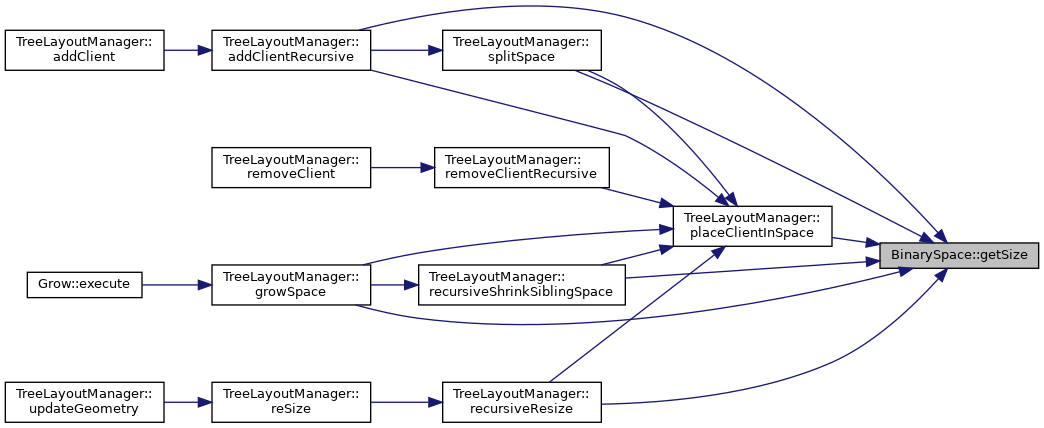 TreeLayoutManager::
addClient
TreeLayoutManager::
addClientRecursive
TreeLayoutManager::
splitSpace
TreeLayoutManager::
removeClient
TreeLayoutManager::
removeClientRecursive
TreeLayoutManager::
placeClientInSpace
BinarySpace::getSize
Grow::execute
TreeLayoutManager::
growSpace
TreeLayoutManager::
recursiveShrinkSiblingSpace
TreeLayoutManager::
updateGeometry
TreeLayoutManager::
reSize
TreeLayoutManager::
recursiveResize